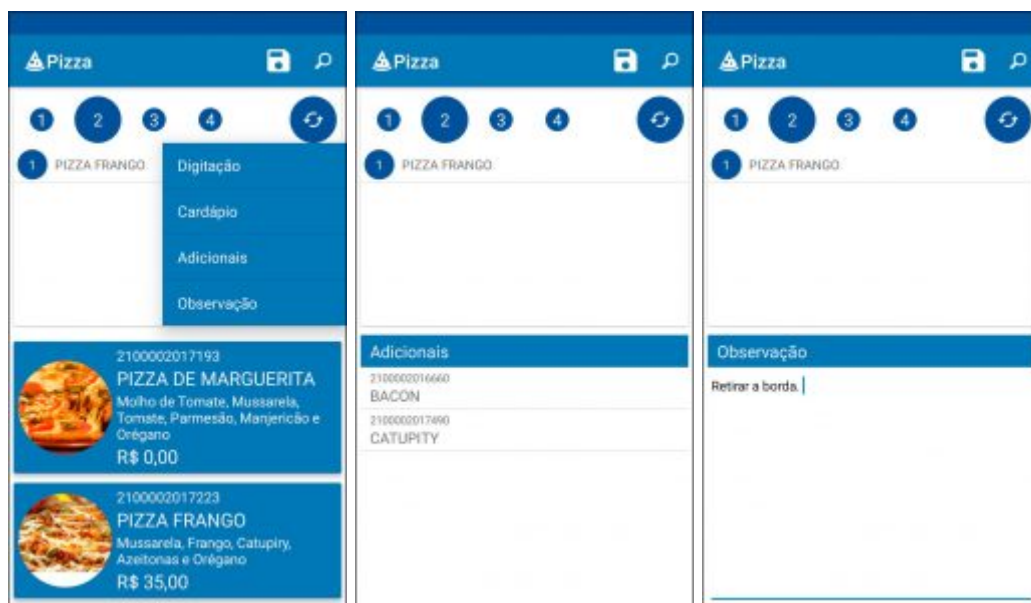 Pizza
1 2 3 4
1 PIZZA FRANGO
Digitação
Cardápio
Adicionais
Observação
2100002017193
PIZZA DE MARGUERITA
Molho de Tomate, Mussarela,
Tomate, Parmesão, Manjericão e
Orégano
R$ 0,00
2100002017223
PIZZA FRANGO
Mussarela, Frango, Catupiry,
Azeitonas e Orégano
R$ 35,00
Pizza
1 2 3 4
1 PIZZA FRANGO
Adicionais
2100002016660
BACON
2100002017490
CATUPITY
Pizza
1 2 3 4
1 PIZZA FRANGO
Observação
Retirar a borda.